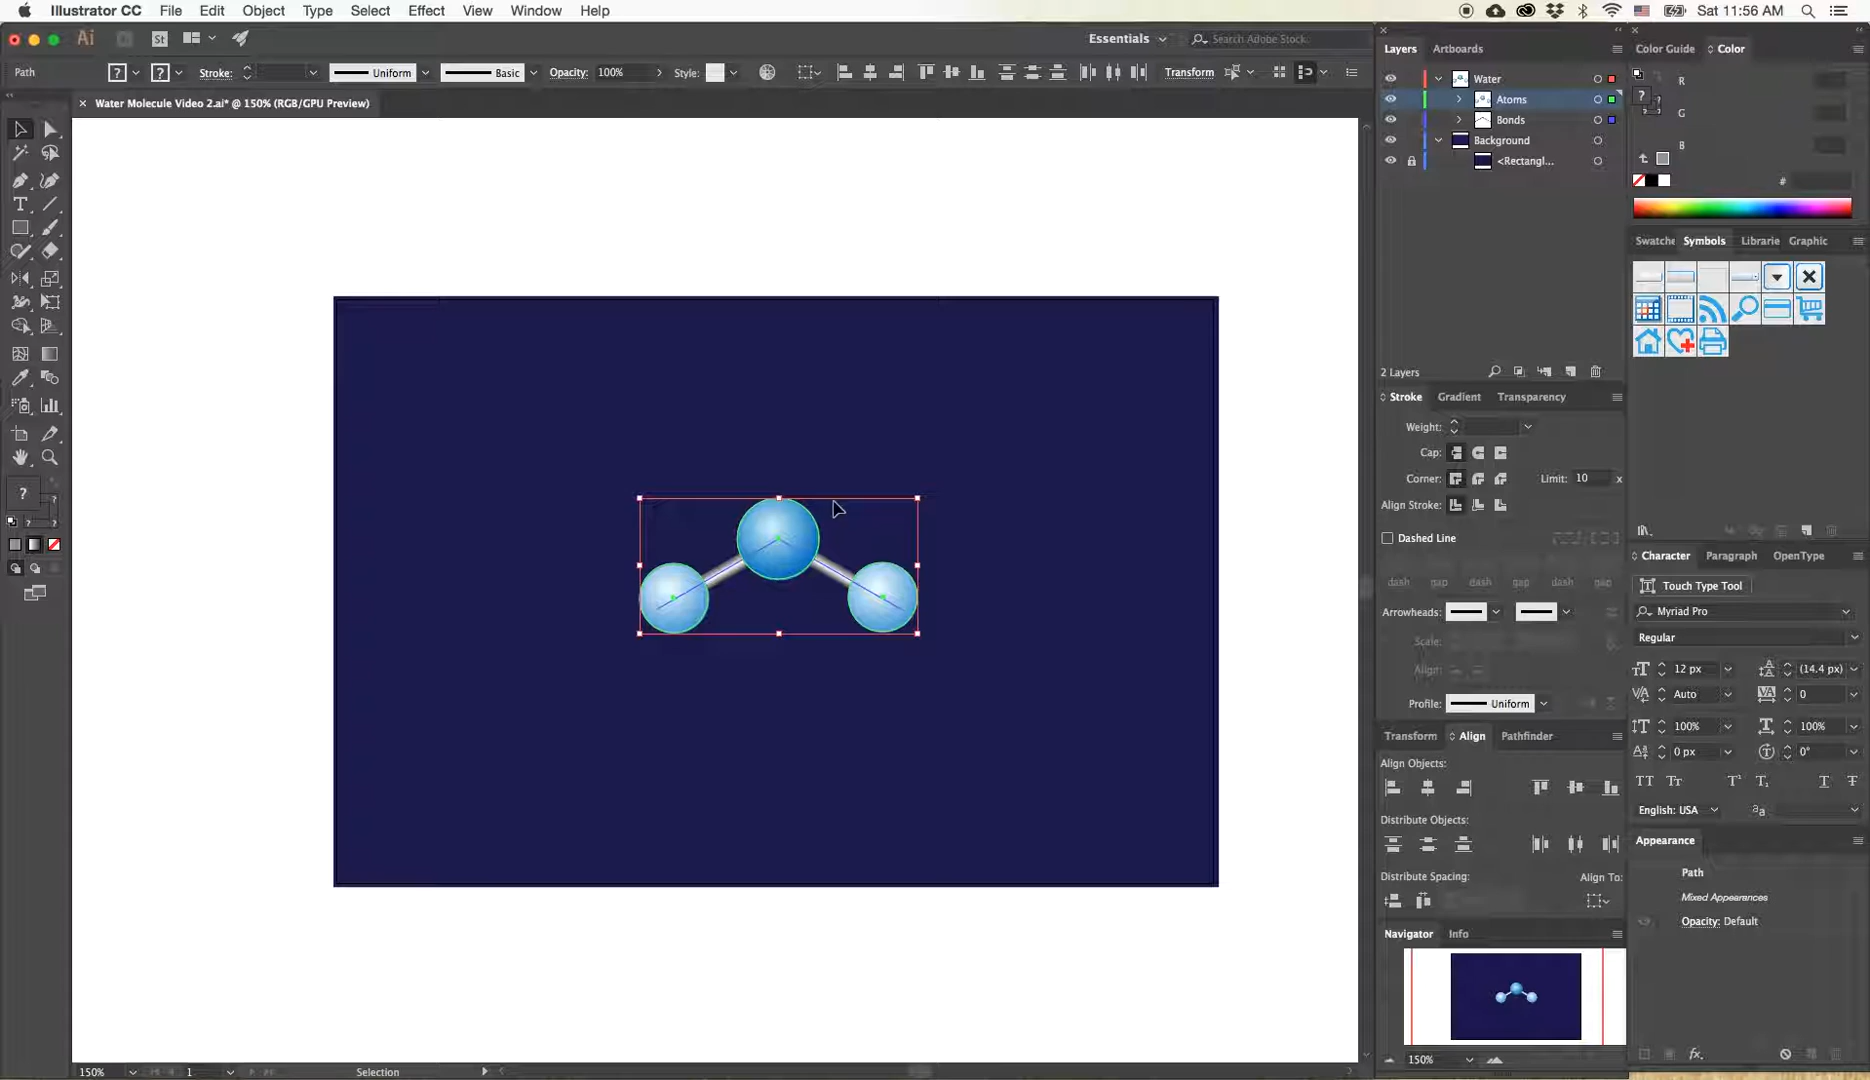 Illustrator CC File Edit Object Type Select Effect View Window Help
Sat 11:56 AM
Ai St
Essentials
Search Adobe Stock
Path
?
?
Stroke:
Uniform
Basic
Opacity: 100%
Style:
Transform
× Water Molecule Video 2.ai* @ 150% (RGB/GPU Preview)
?
150%
1
Selection
Layers Artboards
Water
Atoms
Bonds
Background
<Rectangl...
2 Layers
Stroke Gradient Transparency
Weight:
Cap:
Corner:
Limit: 10 x
Align Stroke:
Dashed Line
dash gap dash gap dash gap
Arrowheads:
Scale:
Align:
Profile: Uniform
Transform Align Pathfinder
Align Objects:
Distribute Objects:
Distribute Spacing:
Align To:
Navigator Info
150%
Color Guide Color
?
R
G
B
#
Swatche Symbols Librarie Graphic
Character Paragraph OpenType
Touch Type Tool
Myriad Pro
Regular
12 px
(14.4 px)
Auto
0
100%
100%
0 px
0°
English: USA
Appearance
Path
Mixed Appearances
Opacity: Default
fx